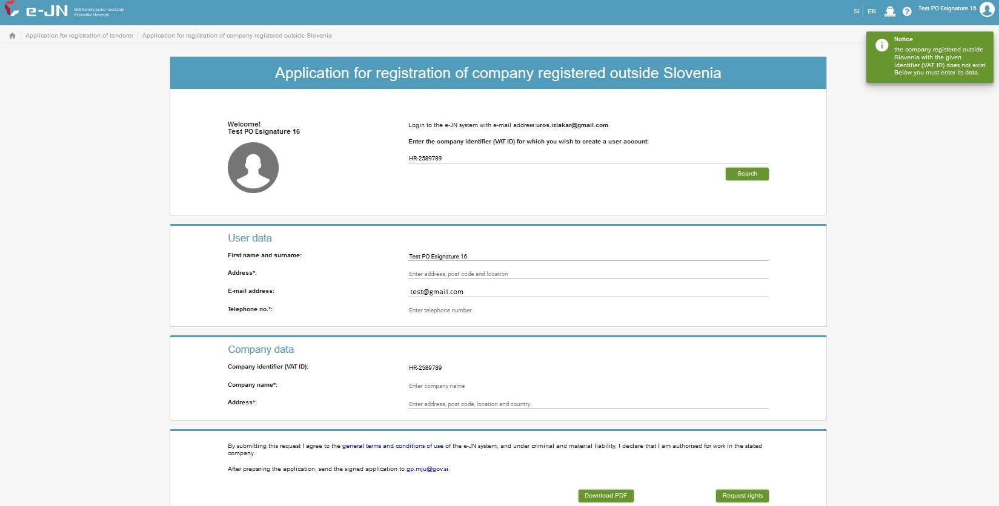 e-JN
Elektronsko javno naročanje
Republike Slovenije
SI EN
Test PO Esignature 16
Application for registration of tenderer
Application for registration of company registered outside Slovenia
Notice
the company registered outside
Slovenia with the given
identifier (VAT ID) does not exist.
Below you must enter its data.
Application for registration of company registered outside Slovenia
Welcome!
Test PO Esignature 16
Login to the e-JN system with e-mail address:uros.izlakar@gmail.com.
Enter the company identifier (VAT ID) for which you wish to create a user account:
HR-2589789
Search
User data
First name and surname:
Test PO Esignature 16
Address*:
Enter address, post code and location
E-mail address:
test@gmail.com
Telephone no.*:
Enter telephone number
Company data
Company identifier (VAT ID):
HR-2589789
Company name*:
Enter company name
Address*:
Enter address, post code, location and country
By submitting this request I agree to the general terms and conditions of use of the e-JN system, and under criminal and material liability, I declare that I am authorised for work in the stated
company.
After preparing the application, send the signed application to gp.mju@gov.si.
Download PDF
Request rights